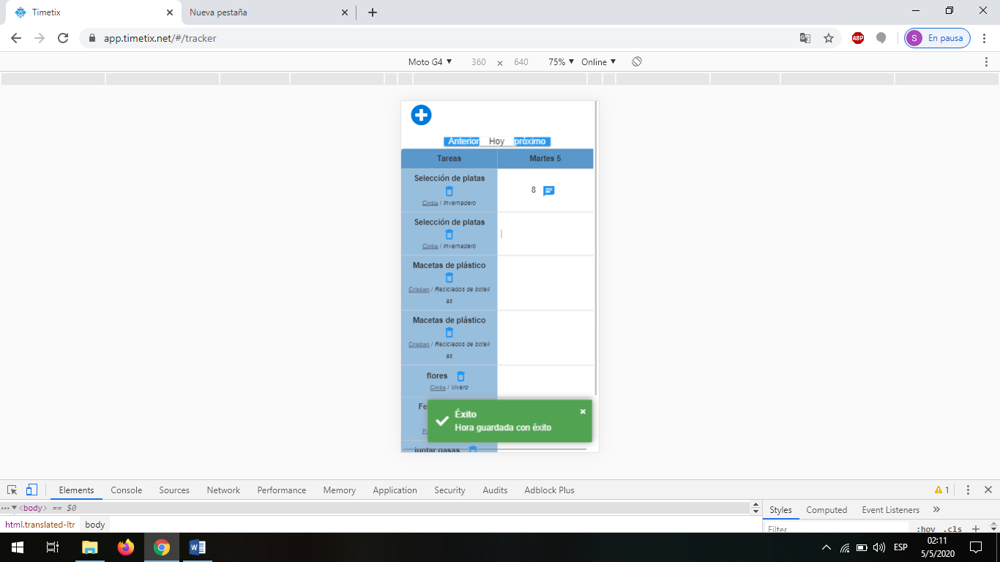 Timetix
Nueva pestaña
app.timetix.net/#/tracker
ABP
S En pausa
Moto G4 360 × 640 75% Online
Anterior Hoy próximo
Tareas Martes 5
Selección de platas
8
Cintia / Invernadero
Selección de platas
Cintia / Invernadero
Macetas de plástico
Cristian / Reciclados de botell
as
Macetas de plástico
Cristian / Reciclados de botell
as
flores
Cintia / Vivero
Fe
Éxito
Hora guardada con éxito
juntar gasas
Elements Console Sources Network Performance Memory Application Security Audits Adblock Plus 1
<body> == $0
Styles Computed Event Listeners
html.translated-ltr body
Filter :hov .cls
ESP
02:11
5/5/2020